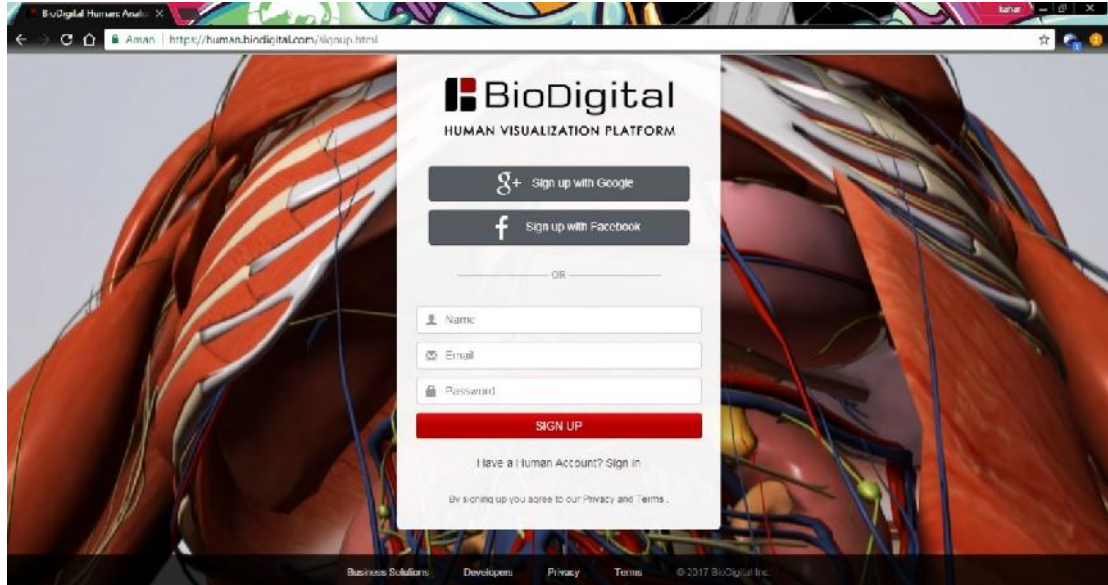 BioDigital Human: Anato
kahar
Aman
https://human.biodigital.com/signup.html
BioDigital
HUMAN VISUALIZATION PLATFORM
g+ Sign up with Google
f Sign up with Facebook
OR
Name
Email
Password
SIGN UP
Have a Human Account? Sign in
By signing up you agree to our Privacy and Terms .
Business Solutions Developers Privacy Terms © 2017 BioDigital Inc.